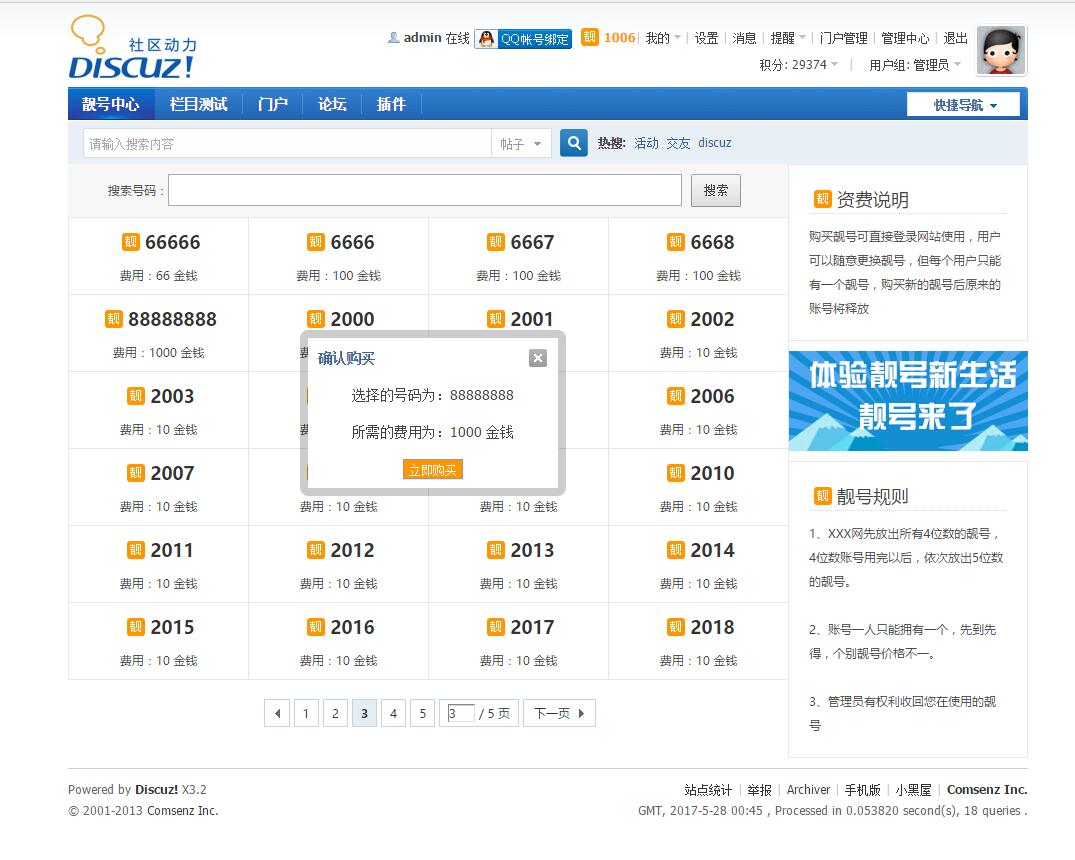 社区动力
DISCUZ!
admin 在线 QQ帐号绑定 靓 1006 我的 设置 消息 提醒 门户管理 管理中心 退出
积分: 29374 用户组: 管理员
靓号中心 栏目测试 门户 论坛 插件 快捷导航
请输入搜索内容 帖子 热搜: 活动 交友 discuz
搜索号码： 搜索
靓 66666 靓 6666 靓 6667 靓 6668
费用：66 金钱 费用：100 金钱 费用：100 金钱 费用：100 金钱
靓 88888888 靓 2000 靓 2001 靓 2002
费用：1000 金钱 费用：10 金钱
靓 2003 靓 2006
费用：10 金钱 费用：10 金钱
靓 2007 靓 2010
费用：10 金钱 费用：10 金钱 费用：10 金钱 费用：10 金钱
靓 2011 靓 2012 靓 2013 靓 2014
费用：10 金钱 费用：10 金钱 费用：10 金钱 费用：10 金钱
靓 2015 靓 2016 靓 2017 靓 2018
费用：10 金钱 费用：10 金钱 费用：10 金钱 费用：10 金钱
确认购买
选择的号码为：88888888
所需的费用为：1000 金钱
立即购买
1 2 3 4 5 3 / 5 页 下一页
靓 资费说明
购买靓号可直接登录网站使用，用户
可以随意更换靓号，但每个用户只能
有一个靓号，购买新的靓号后原来的
账号将释放
体验靓号新生活
靓号来了
靓 靓号规则
1、XXX网先放出所有4位数的靓号，
4位数账号用完以后，依次放出5位数
的靓号。
2、账号一人只能拥有一个，先到先
得，个别靓号价格不一。
3、管理员有权利收回您在使用的靓
号
Powered by Discuz! X3.2
© 2001-2013 Comsenz Inc.
站点统计 | 举报 | Archiver | 手机版 | 小黑屋 | Comsenz Inc.
GMT, 2017-5-28 00:45 , Processed in 0.053820 second(s), 18 queries .